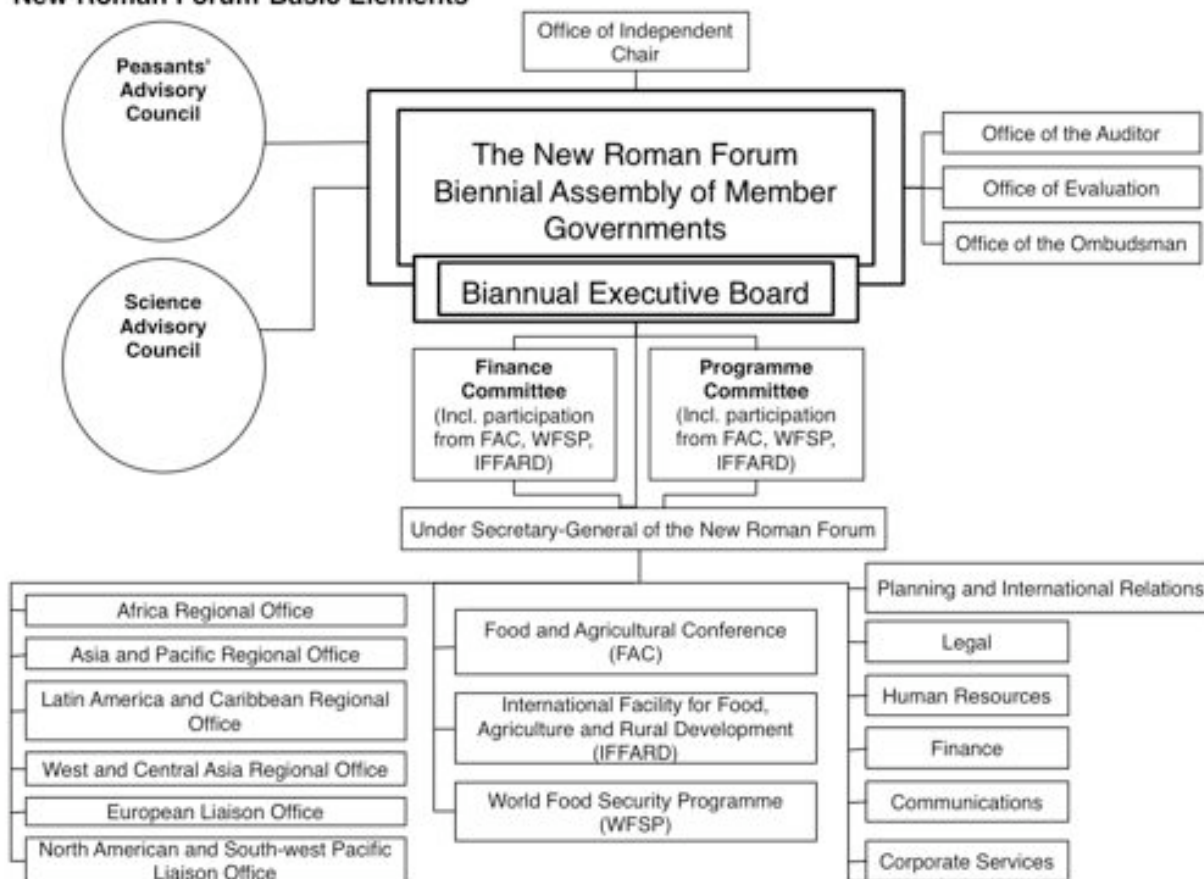 New Roman Forum Basic Elements
Office of Independent
Chair
Peasants'
Advisory
Council
The New Roman Forum
Biennial Assembly of Member
Governments
Office of the Auditor
Office of Evaluation
Office of the Ombudsman
Biannual Executive Board
Science
Advisory
Council
Finance
Committee
(Incl. participation
from FAC, WFSP,
IFFARD)
Programme
Committee
(Incl. participation
from FAC, WFSP,
IFFARD)
Under Secretary-General of the New Roman Forum
Africa Regional Office
Asia and Pacific Regional Office
Latin America and Caribbean Regional
Office
West and Central Asia Regional Office
European Liaison Office
North American and South-west Pacific
Liaison Office
Food and Agricultural Conference
(FAC)
International Facility for Food,
Agriculture and Rural Development
(IFFARD)
World Food Security Programme
(WFSP)
Planning and International Relations
Legal
Human Resources
Finance
Communications
Corporate Services